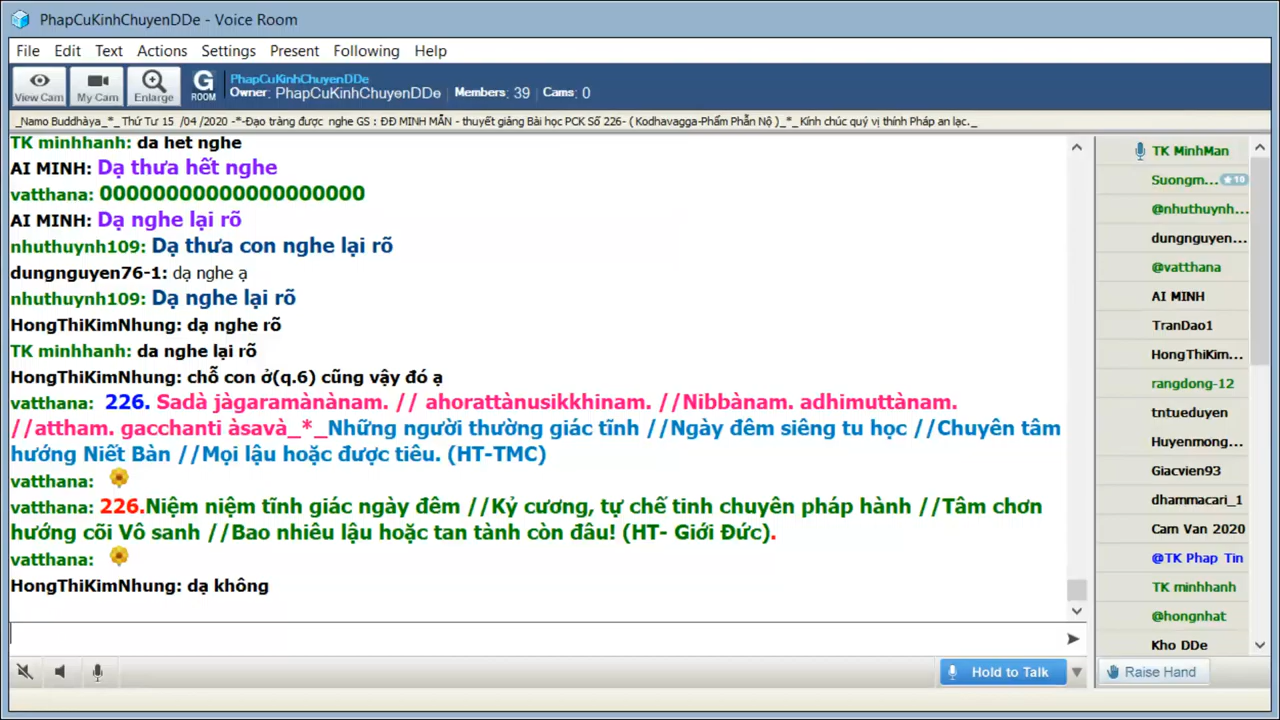 PhapCuKinhChuyenDDe - Voice Room
File Edit Text Actions Settings Present Following Help
View Cam My Cam Enlarge G ROOM
PhapCuKinhChuyenDDe
Owner: PhapCuKinhChuyenDDe Members: 39 Cams: 0
_Namo Buddhàya_*_Thứ Tư 15 /04 /2020 -*-Đạo tràng được nghe GS : ĐĐ MINH MẪN - thuyết giảng Bài học PCK Số 226- ( Kodhavagga-Phẩm Phẫn Nộ )_*_Kính chúc quý vị thính Pháp an lạc._
TK minhhanh: da het nghe
AI MINH: Dạ thưa hết nghe
vatthana: 00000000000000000000
AI MINH: Dạ nghe lại rõ
nhuthuynh109: Dạ thưa con nghe lại rõ
dungnguyen76-1: dạ nghe ạ
nhuthuynh109: Dạ nghe lại rõ
HongThiKimNhung: dạ nghe rõ
TK minhhanh: da nghe lại rõ
HongThiKimNhung: chỗ con ở(q.6) cũng vậy đó ạ
vatthana: 226. Sadà jàgaramànànam. // ahorattànusikkhinam. //Nibbànam. adhimuttànam.
//attham. gacchanti àsavà_*_Những người thường giác tĩnh //Ngày đêm siêng tu học //Chuyên tâm
hướng Niết Bàn //Mọi lậu hoặc được tiêu. (HT-TMC)
vatthana:
vatthana: 226.Niệm niệm tĩnh giác ngày đêm //Kỷ cương, tự chế tinh chuyên pháp hành //Tâm chơn
hướng cõi Vô sanh //Bao nhiêu lậu hoặc tan tành còn đâu! (HT- Giới Đức).
vatthana:
HongThiKimNhung: dạ không
TK MinhMan
Suongm... 10
@nhuthuynh...
dungnguyen...
@vatthana
AI MINH
TranDao1
HongThiKim...
rangdong-12
tntueduyen
Huyenmong...
Giacvien93
dhammacari_1
Cam Van 2020
@TK Phap Tin
TK minhhanh
@hongnhat
Kho DDe
Hold to Talk
Raise Hand